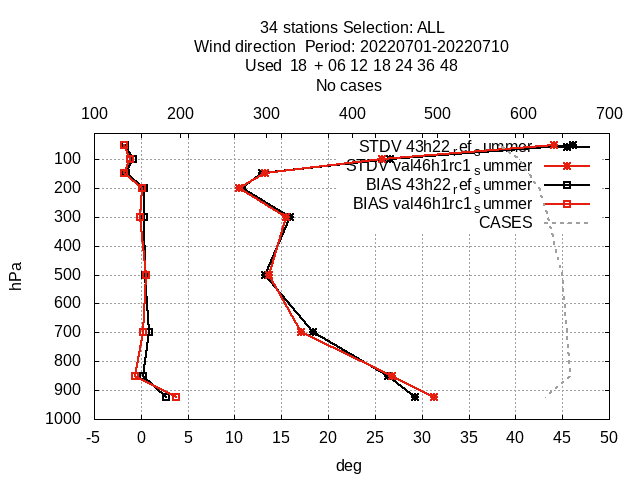 34 stations Selection: ALL
Wind direction  Period: 20220701-20220710
Used  18  + 06 12 18 24 36 48
No cases
100 200 300 400 500 600 700
STDV 43h22_ref_summer
100
STDV val46h1rc1_summer
BIAS 43h22_ref_summer
200
BIAS val46h1rc1_summer
300
CASES
400
hPa
500
600
700
800
900
1000
-5 0 5 10 15 20 25 30 35 40 45 50
deg